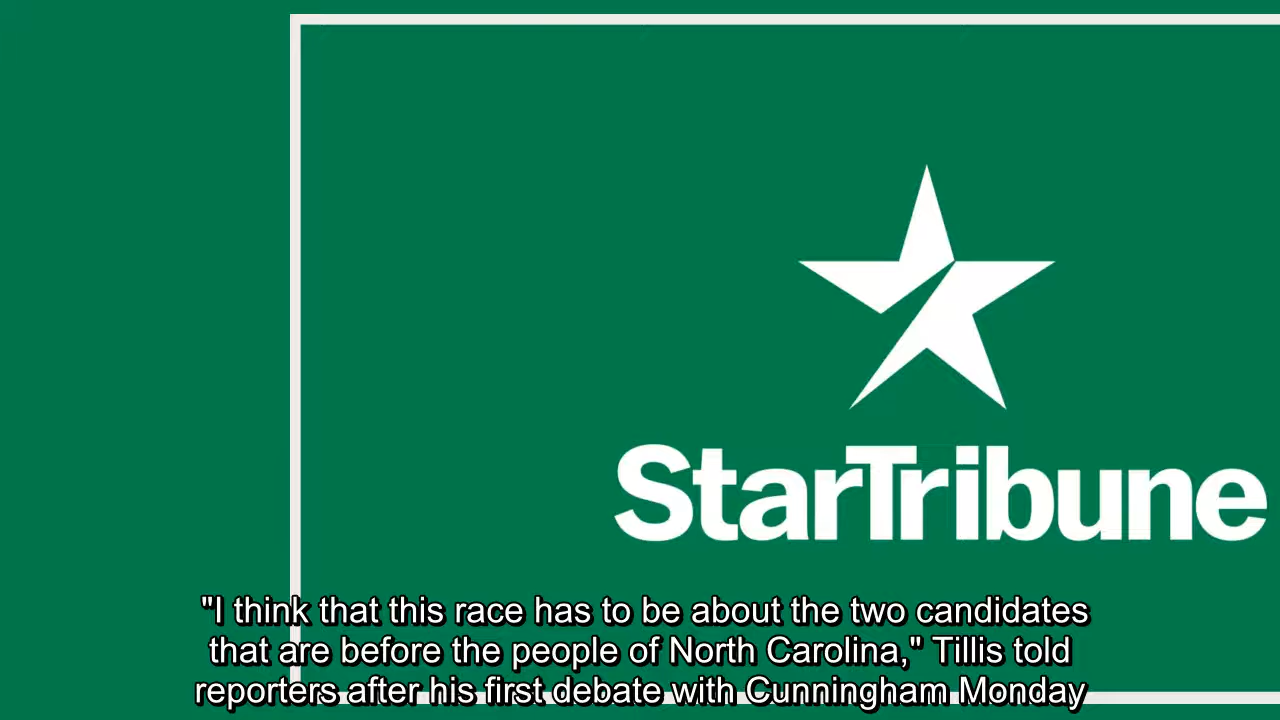 StarTribune
"I think that this race has to be about the two candidates
that are before the people of North Carolina," Tillis told
reporters after his first debate with Cunningham Monday